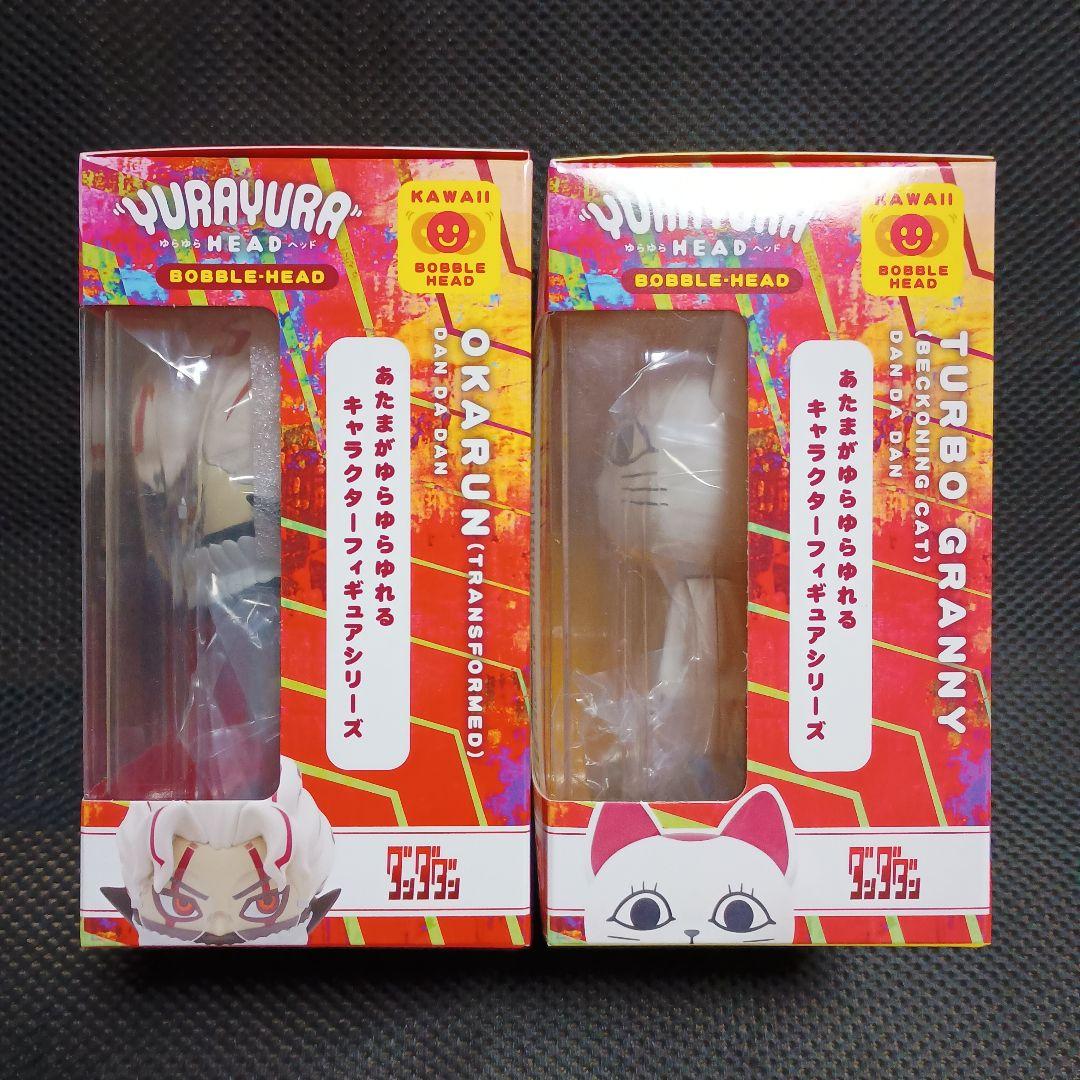 "YURAYURA"
ゆらゆら HEAD ヘッド
BOBBLE-HEAD
KAWAII
BOBBLE
HEAD
OKARUN (TRANSFORMED)
DAN DA DAN
あたまがゆらゆらゆれる
キャラクターフィギュアシリーズ
ダンダダン
"YURAYURA"
ゆらゆら HEAD ヘッド
BOBBLE-HEAD
KAWAII
BOBBLE
HEAD
TURBO GRANNY
(BECKONING CAT)
DAN DA DAN
あたまがゆらゆらゆれる
キャラクターフィギュアシリーズ
ダンダダン